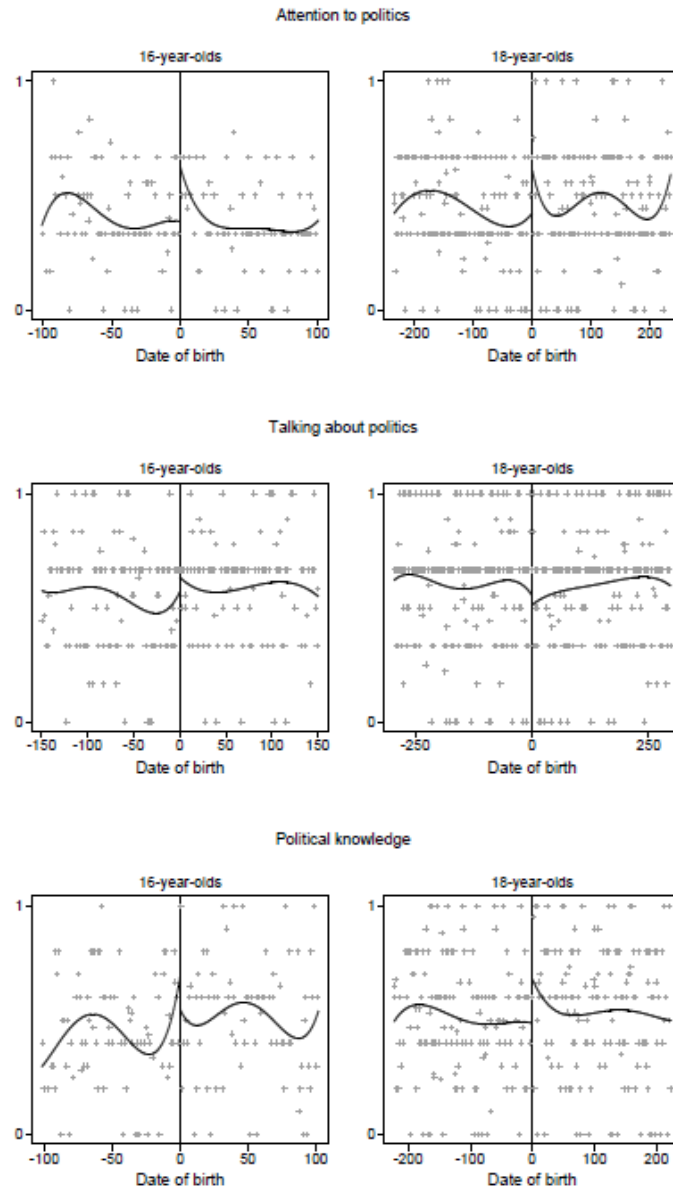 Attention to politics
16-year-olds
18-year-olds
1
0
-100 -50 0 50 100
Date of birth
1
0
-200 -100 0 100 200
Date of birth
Talking about politics
16-year-olds
18-year-olds
1
0
-150 -100 -50 0 50 100 150
Date of birth
1
0
-250 0 250
Date of birth
Political knowledge
16-year-olds
18-year-olds
1
0
-100 -50 0 50 100
Date of birth
1
0
-200 -100 0 100 200
Date of birth